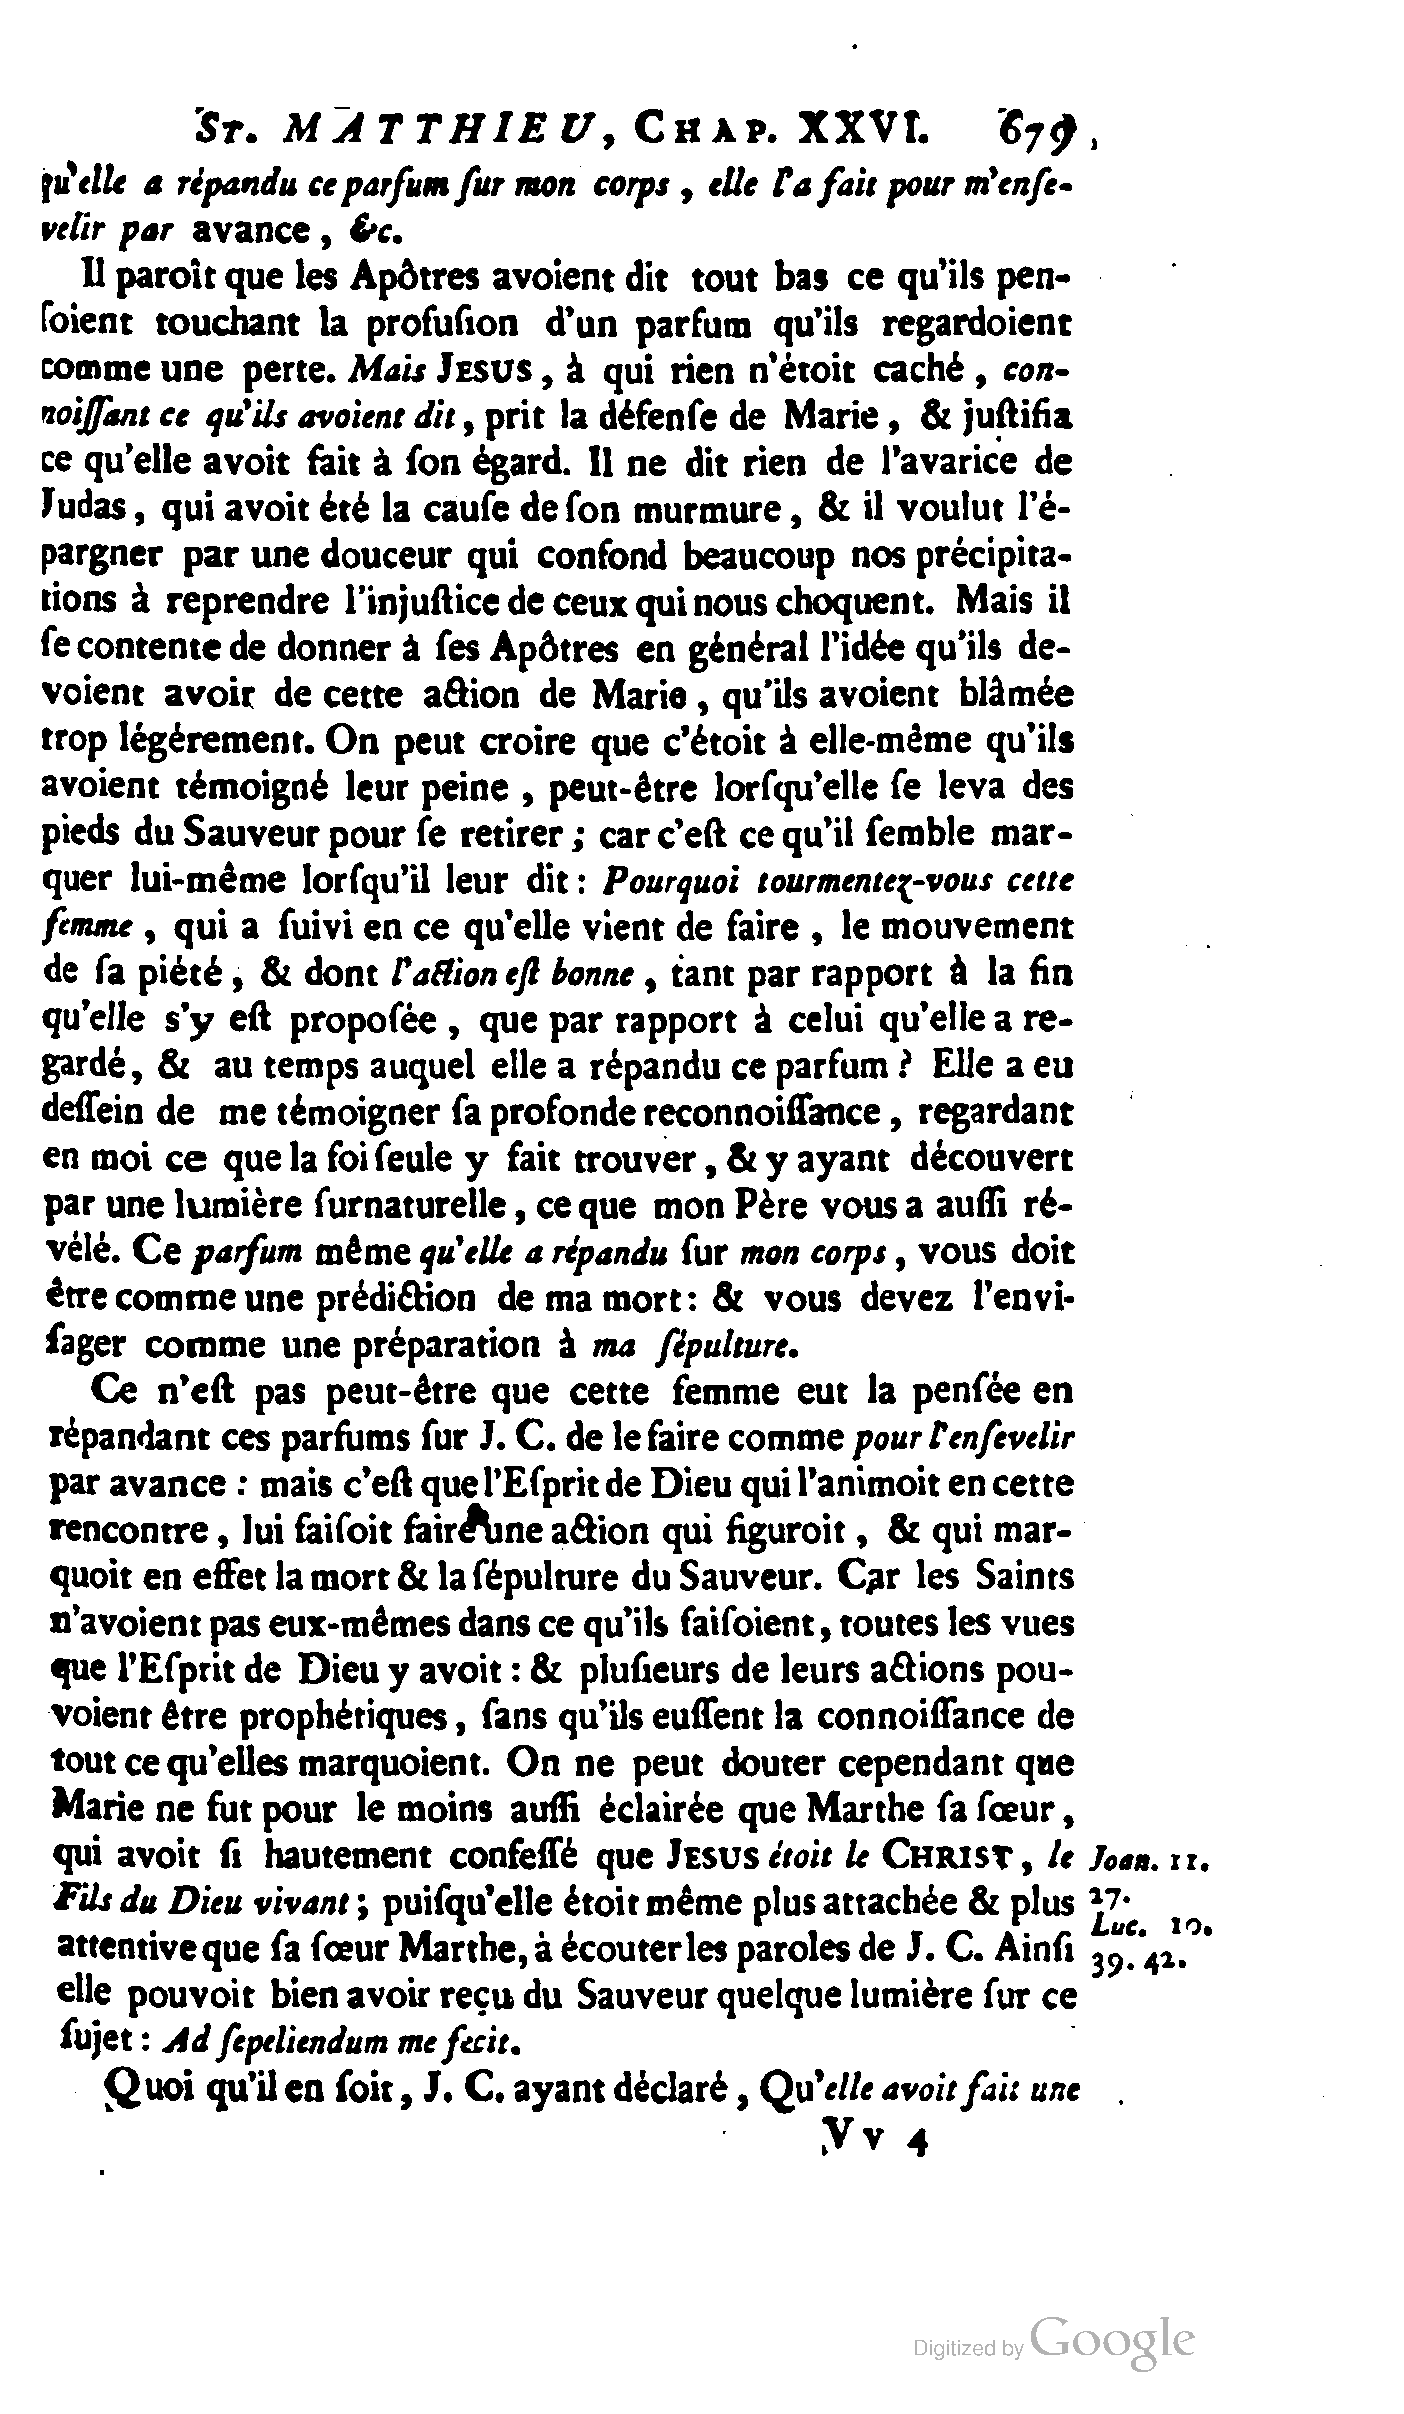 ST. MATTHIEU, CHAP. XXVI. 679
qu'elle a répandu ce parfum ſur mon corps, elle l'a fait pour m'enſe-
velir par avance, &c.
Il paroît que les Apôtres avoient dit tout bas ce qu'ils pen-
ſoient touchant la profuſion d'un parfum qu'ils regardoient
comme une perte. Mais JESUS, à qui rien n'étoit caché, con-
noiſſant ce qu'ils avoient dit, prit la défenſe de Marie, & juſtifia
ce qu'elle avoit fait à ſon égard. Il ne dit rien de l'avarice de
Judas, qui avoit été la cauſe de ſon murmure, & il voulut l'é-
pargner par une douceur qui confond beaucoup nos précipita-
tions à reprendre l'injuſtice de ceux qui nous choquent. Mais il
ſe contente de donner à ſes Apôtres en général l'idée qu'ils de-
voient avoir de cette action de Marie, qu'ils avoient blâmée
trop légérement. On peut croire que c'étoit à elle-même qu'ils
avoient témoigné leur peine, peut-être lorſqu'elle ſe leva des
pieds du Sauveur pour ſe retirer; car c'eſt ce qu'il ſemble mar-
quer lui-même lorſqu'il leur dit: Pourquoi tourmentez-vous cette
femme, qui a ſuivi en ce qu'elle vient de faire, le mouvement
de ſa piété, & dont l'action eſt bonne, tant par rapport à la fin
qu'elle s'y eſt propoſée, que par rapport à celui qu'elle a re-
gardé, & au temps auquel elle a répandu ce parfum? Elle a eu
deſſein de me témoigner ſa profonde reconnoiſſance, regardant
en moi ce que la foi ſeule y fait trouver, & y ayant découvert
par une lumière ſurnaturelle, ce que mon Père vous a auſſi ré-
vélé. Ce parfum même qu'elle a répandu ſur mon corps, vous doit
être comme une prédiction de ma mort: & vous devez l'envi-
ſager comme une préparation à ma ſépulture.
Ce n'eſt pas peut-être que cette femme eut la penſée en
répandant ces parfums ſur J. C. de le faire comme pour l'enſevelir
par avance : mais c'eſt que l'Eſprit de Dieu qui l'animoit en cette
rencontre, lui faiſoit faire une action qui figuroit, & qui mar-
quoit en effet la mort & la ſépulture du Sauveur. Car les Saints
n'avoient pas eux-mêmes dans ce qu'ils faiſoient, toutes les vues
que l'Eſprit de Dieu y avoit : & pluſieurs de leurs actions pou-
voient être prophétiques, ſans qu'ils euſſent la connoiſſance de
tout ce qu'elles marquoient. On ne peut douter cependant que
Marie ne fut pour le moins auſſi éclairée que Marthe ſa ſœur,
qui avoit ſi hautement confeſſé que JESUS étoit le CHRIST, le
Joan. 11.
Fils du Dieu vivant; puiſqu'elle étoit même plus attachée & plus
27.
Luc. 10.
attentive que ſa ſœur Marthe, à écouter les paroles de J. C. Ainſi
39. 42.
elle pouvoit bien avoir reçu du Sauveur quelque lumière ſur ce
ſujet : Ad ſepeliendum me fecit.
Quoi qu'il en ſoit, J. C. ayant déclaré, Qu'elle avoit fait une
Vv 4
Digitized by Google